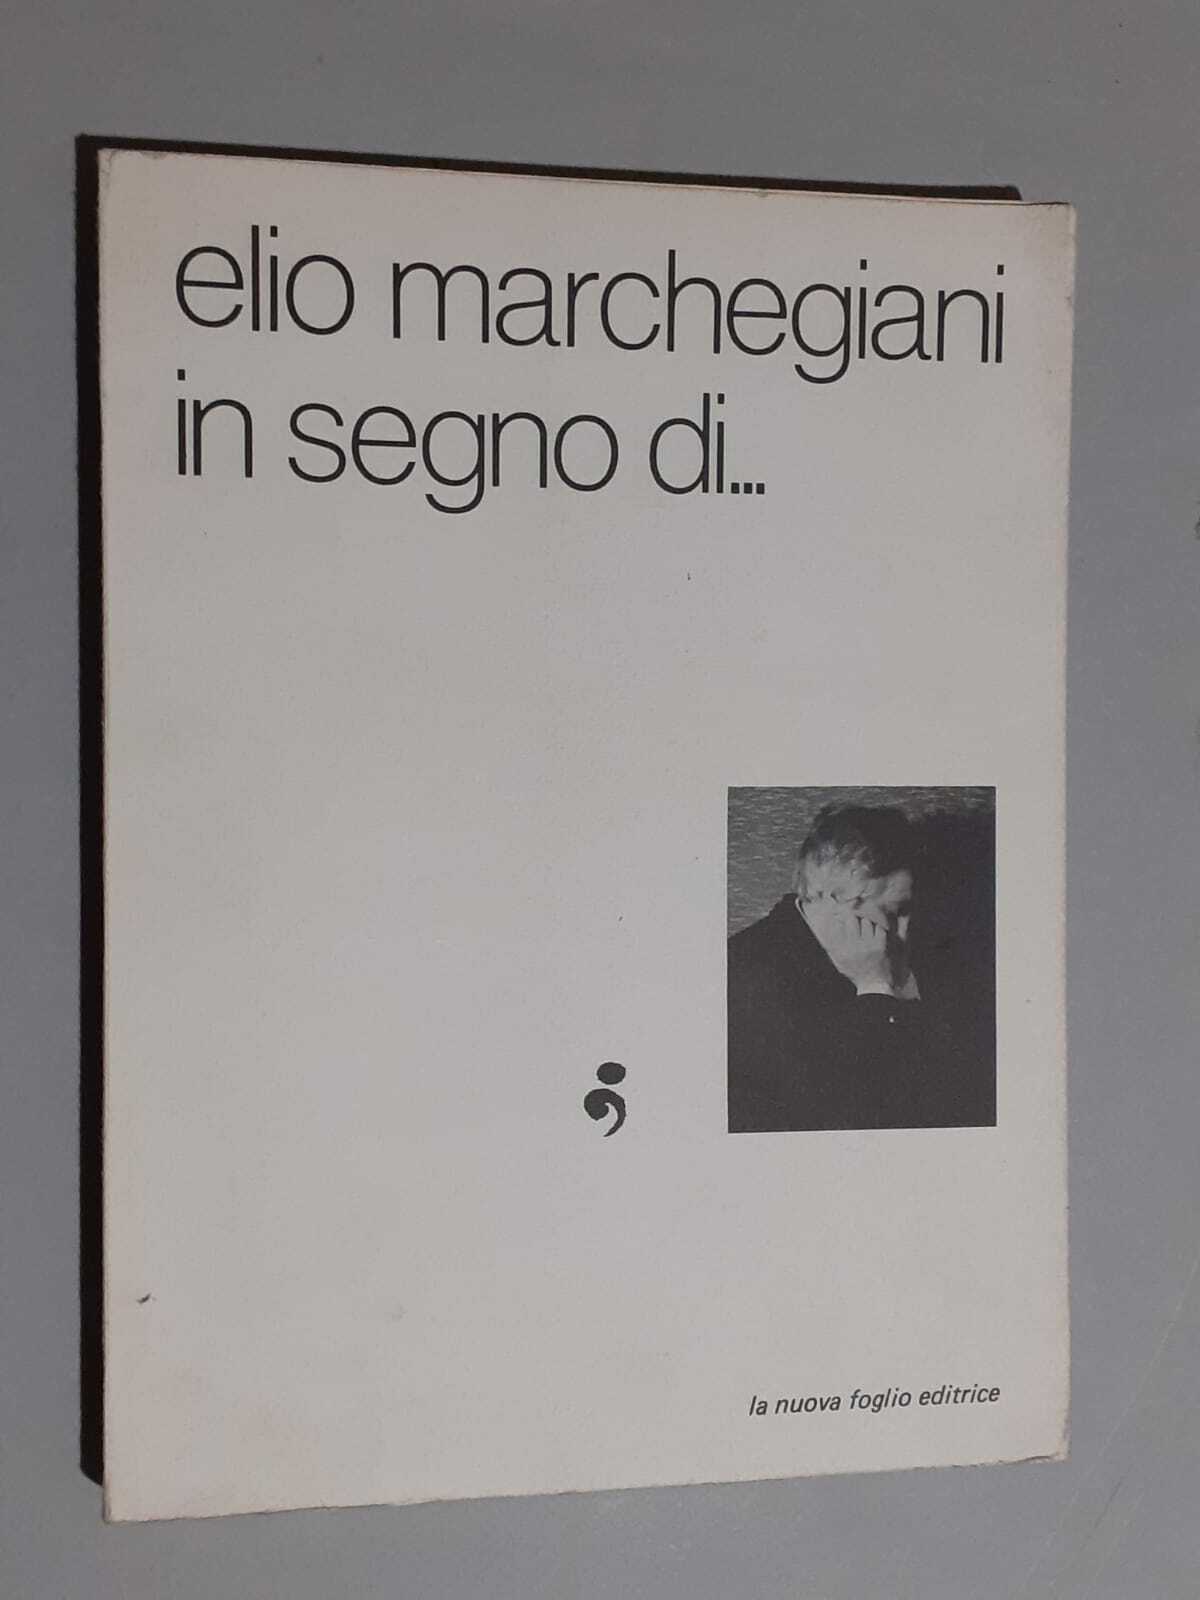 elio marchegiani
in segno di...
;
la nuova foglio editrice